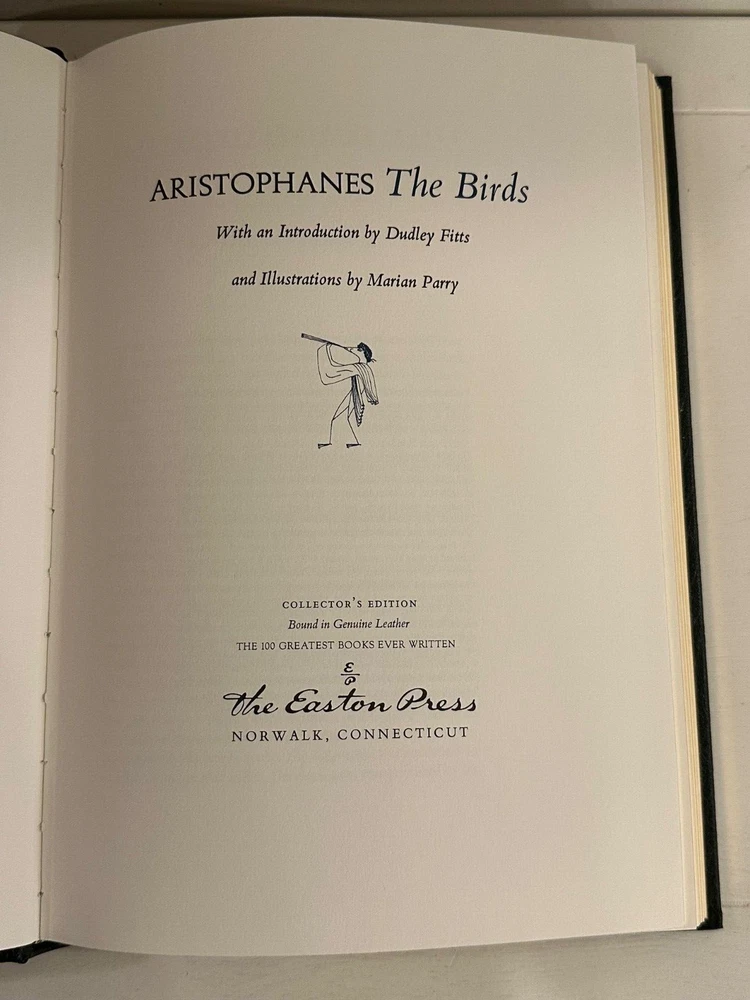 ARISTOPHANES The Birds
With an Introduction by Dudley Fitts
and Illustrations by Marian Parry
COLLECTOR'S EDITION
Bound in Genuine Leather
THE 100 GREATEST BOOKS EVER WRITTEN
E
P
The Easton Press
NORWALK, CONNECTICUT